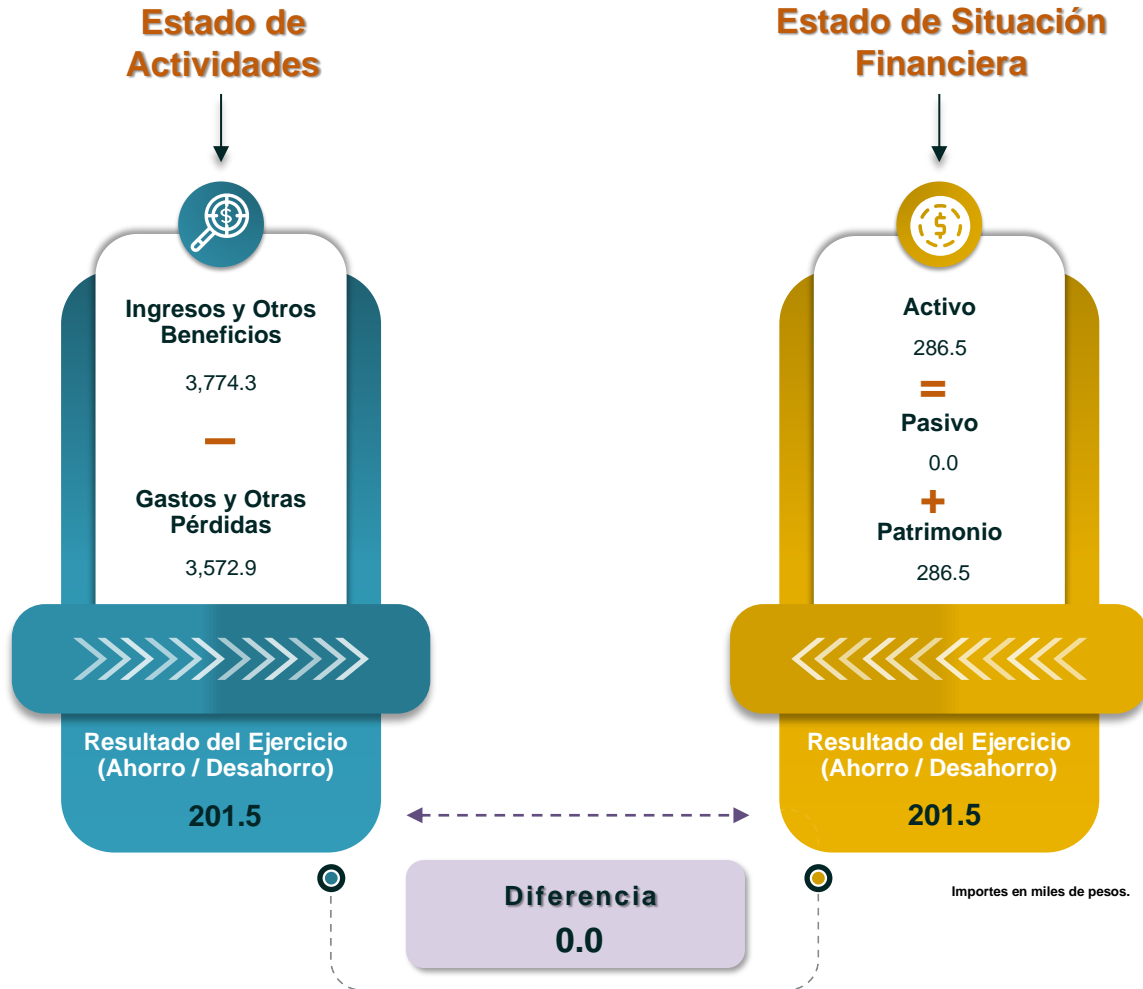 Estado de
Actividades
$
Ingresos y Otros
Beneficios
3,774.3
–
Gastos y Otras
Pérdidas
3,572.9
Resultado del Ejercicio
(Ahorro / Desahorro)
201.5
Estado de Situación
Financiera
$
Activo
286.5
=
Pasivo
0.0
+
Patrimonio
286.5
Resultado del Ejercicio
(Ahorro / Desahorro)
201.5
Diferencia
0.0
Importes en miles de pesos.